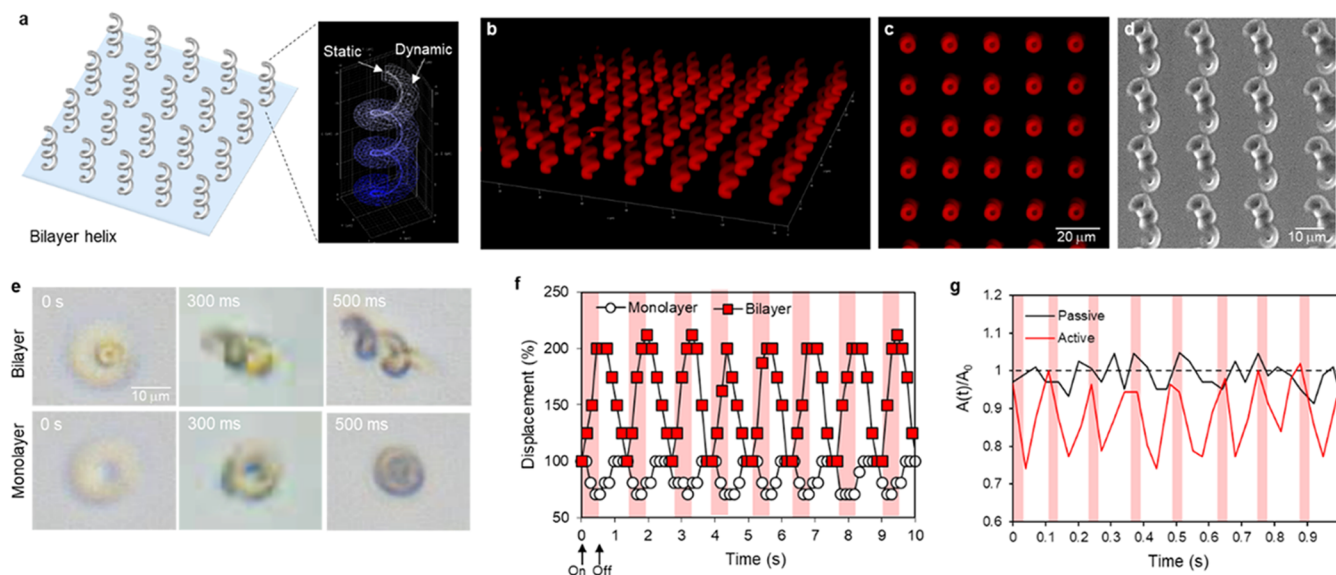 a
Static
Dynamic
Bilayer helix
b
c
20 μm
d
10 μm
e
Bilayer
0 s
300 ms
500 ms
10 μm
Monolayer
0 s
300 ms
500 ms
f
Monolayer
Bilayer
Displacement (%)
250
200
150
100
50
0 1 2 3 4 5 6 7 8 9 10
Time (s)
On Off
g
Passive
Active
A(t)/A0
1.2
1.1
1
0.9
0.8
0.7
0.6
0 0.1 0.2 0.3 0.4 0.5 0.6 0.7 0.8 0.9
Time (s)